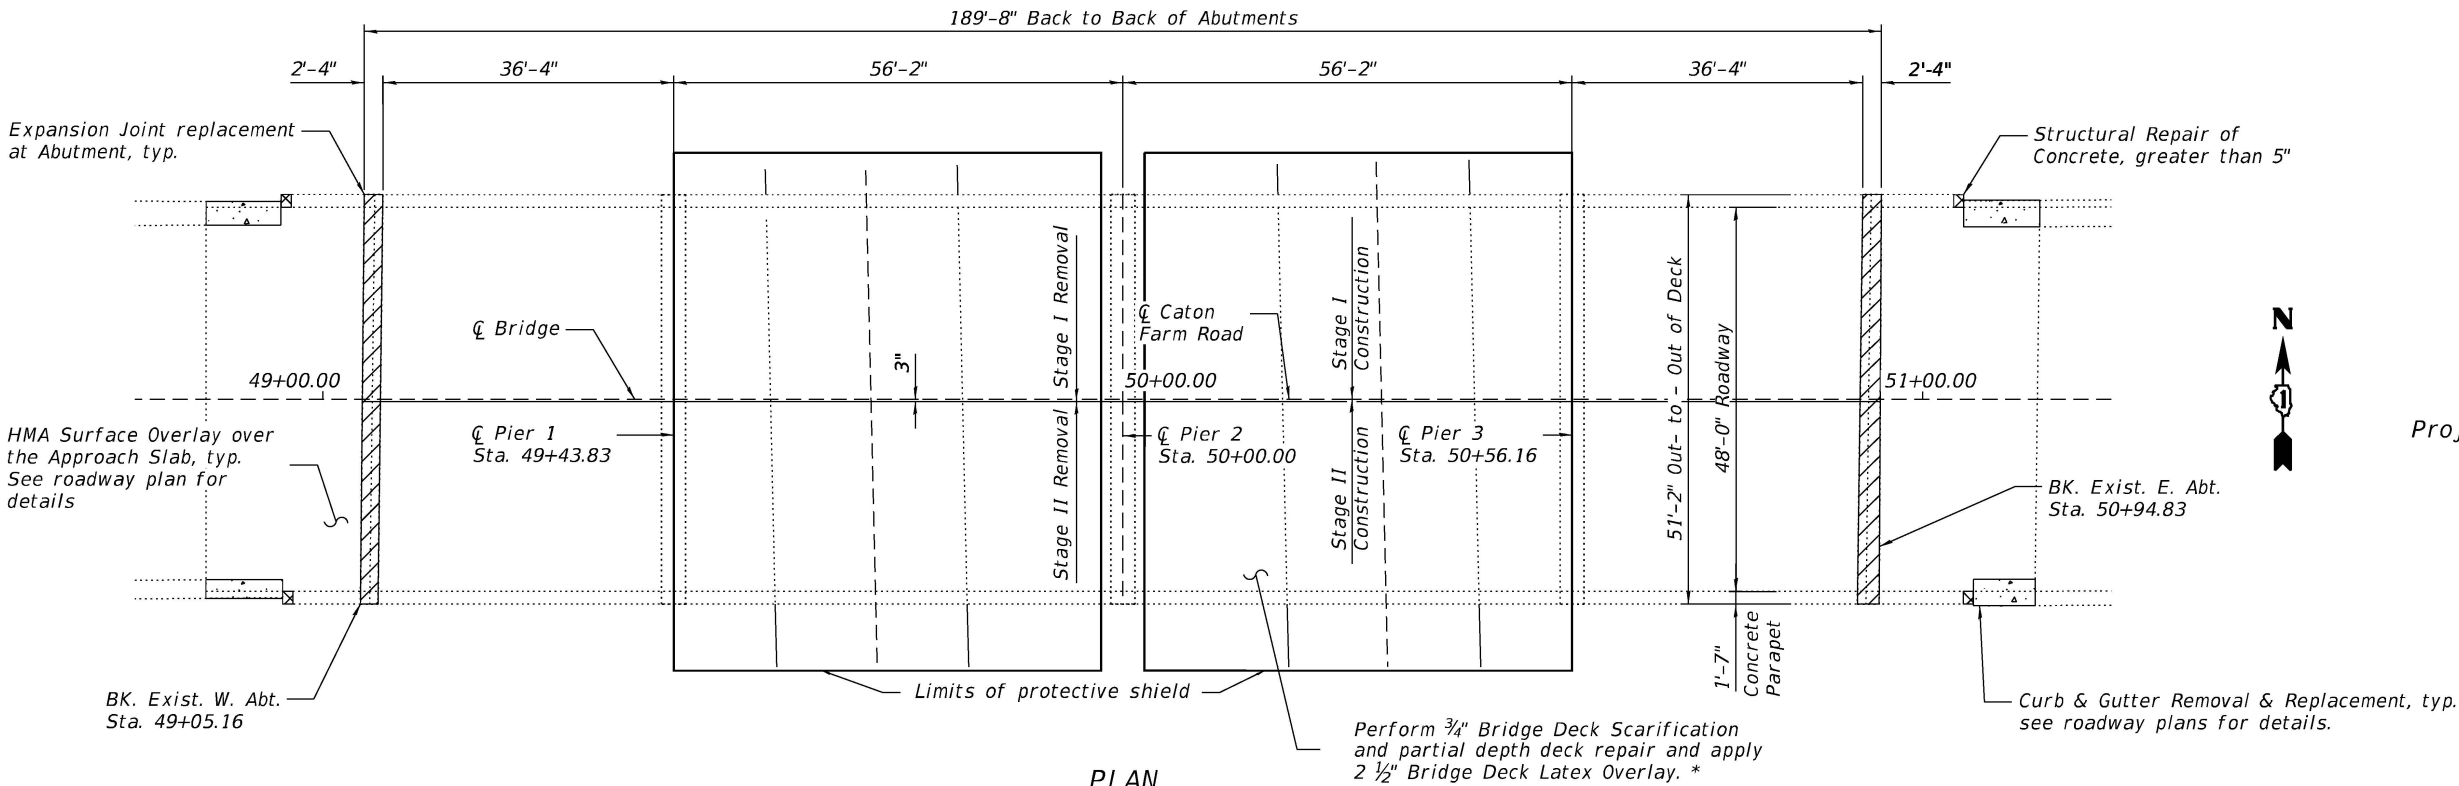 189'-8" Back to Back of Abutments
2'-4"
36'-4"
56'-2"
56'-2"
36'-4"
2'-4"
Expansion Joint replacement
at Abutment, typ.
Structural Repair of
Concrete, greater than 5"
Stage I Removal
Stage II Removal
Stage I
Construction
Stage II
Construction
51'-2" Out- to - Out of Deck
48'-0" Roadway
1'-7"
Concrete
Parapet
℄ Bridge
3"
℄ Caton
Farm Road
49+00.00
50+00.00
51+00.00
N
1
Proj
HMA Surface Overlay over
the Approach Slab, typ.
See roadway plan for
details
℄ Pier 1
Sta. 49+43.83
℄ Pier 2
Sta. 50+00.00
℄ Pier 3
Sta. 50+56.16
BK. Exist. E. Abt.
Sta. 50+94.83
BK. Exist. W. Abt.
Sta. 49+05.16
Limits of protective shield
Curb & Gutter Removal & Replacement, typ.
see roadway plans for details.
Perform ¾" Bridge Deck Scarification
and partial depth deck repair and apply
2 ½" Bridge Deck Latex Overlay. *
PLAN